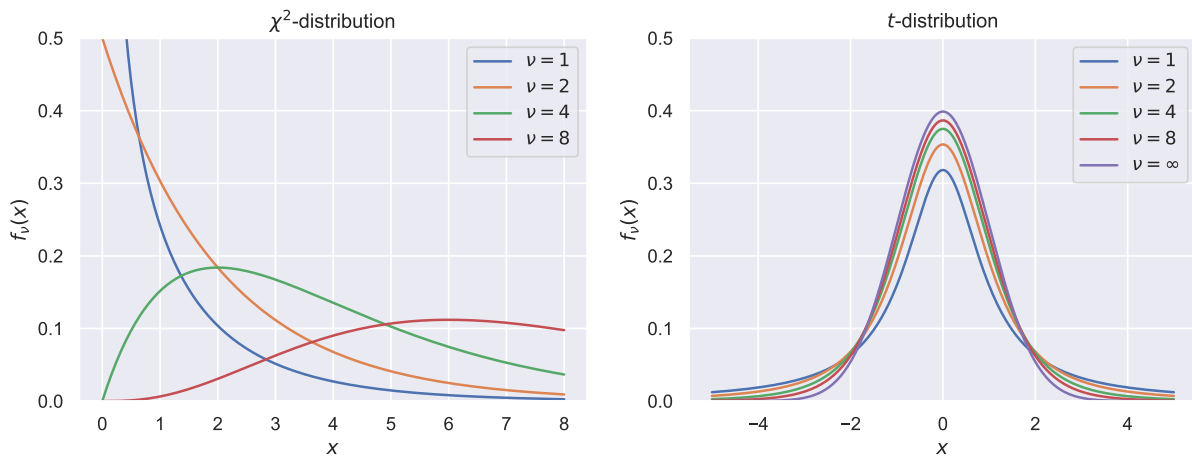 χ²-distribution
0.5
0.4
0.3
0.2
0.1
0.0
fν(x)
0 1 2 3 4 5 6 7 8
x
ν = 1
ν = 2
ν = 4
ν = 8
t-distribution
0.5
0.4
0.3
0.2
0.1
0.0
fν(x)
−4 −2 0 2 4
x
ν = 1
ν = 2
ν = 4
ν = 8
ν = ∞